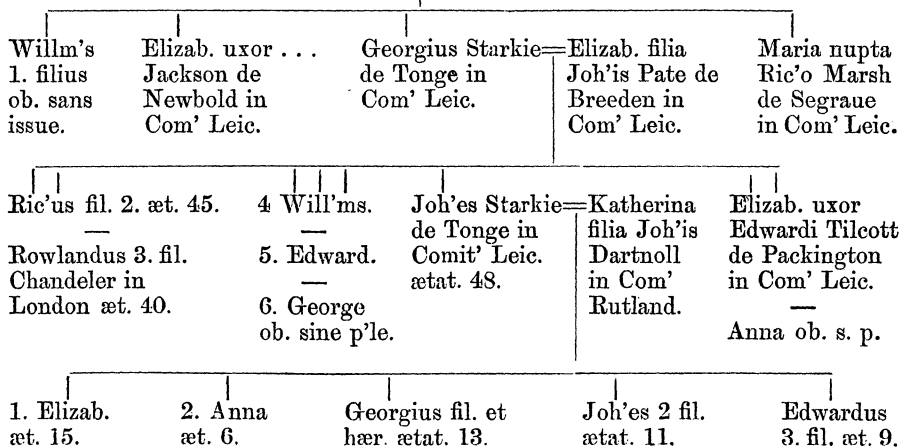 Willm's
1. filius
ob. sans
issue.
Elizab. uxor . . .
Jackson de
Newbold in
Com' Leic.
Georgius Starkie=Elizab. filia
de Tonge in
Com' Leic.
Joh'is Pate de
Breeden in
Com' Leic.
Maria nupta
Ric'o Marsh
de Segraue
in Com' Leic.
Ric'us fil. 2. æt. 45.
—
Rowlandus 3. fil.
Chandeler in
London æt. 40.
4 Will'ms.
—
5. Edward.
—
6. George
ob. sine p'le.
Joh'es Starkie=Katherina
de Tonge in
Comit' Leic.
ætat. 48.
filia Joh'is
Dartnoll
in Com'
Rutland.
Elizab. uxor
Edwardi Tilcott
de Packington
in Com' Leic.
—
Anna ob. s. p.
1. Elizab.
æt. 15.
2. Anna
æt. 6.
Georgius fil. et
hær. ætat. 13.
Joh'es 2 fil.
ætat. 11.
Edwardus
3. fil. æt. 9.